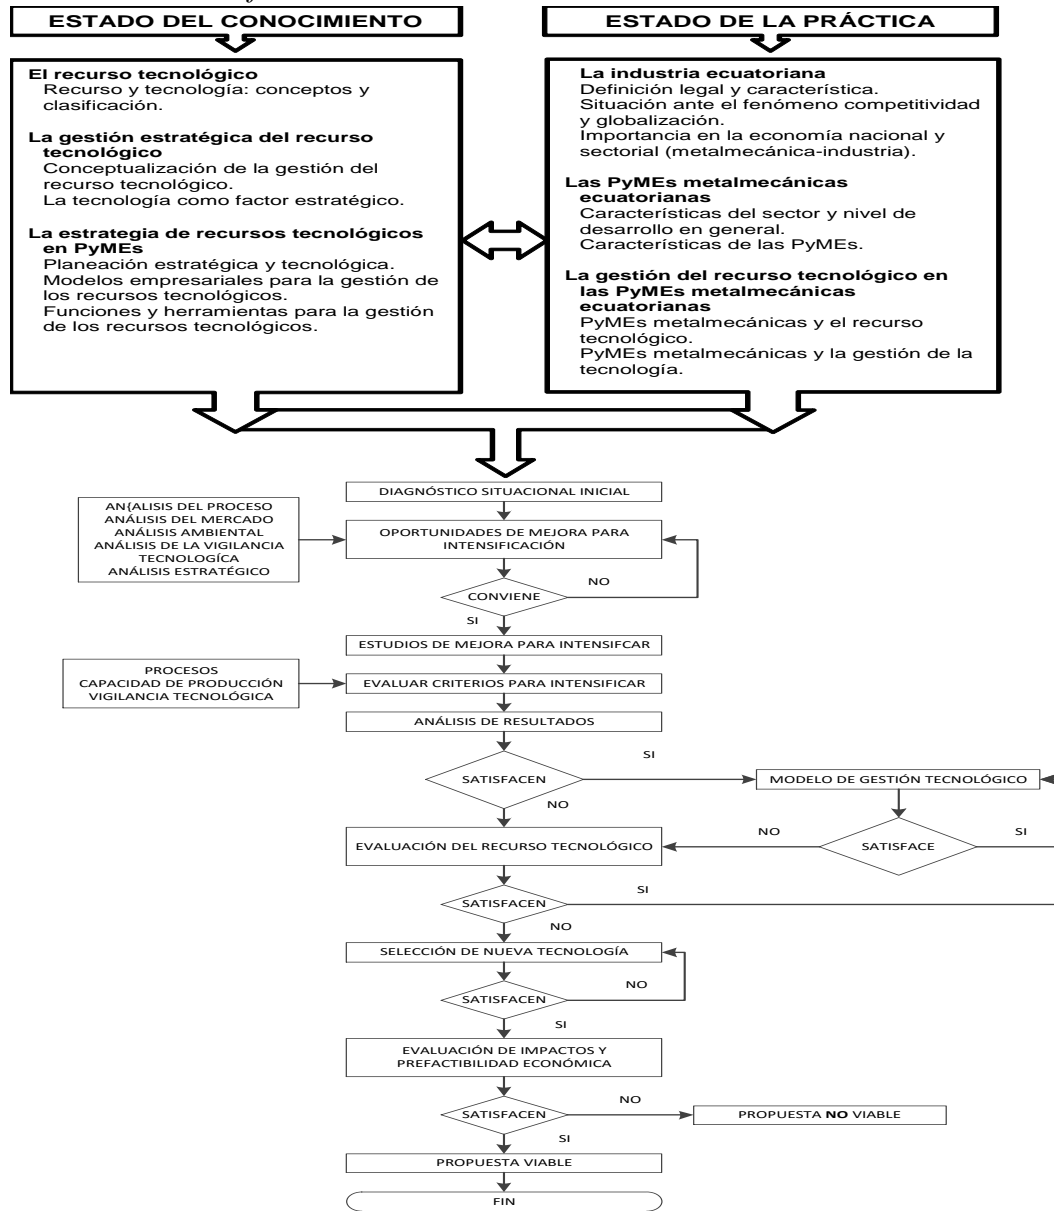 ESTADO DEL CONOCIMIENTO
ESTADO DE LA PRÁCTICA
El recurso tecnológico
Recurso y tecnología: conceptos y
clasificación.
La gestión estratégica del recurso
tecnológico
Conceptualización de la gestión del
recurso tecnológico.
La tecnología como factor estratégico.
La estrategia de recursos tecnológicos
en PyMEs
Planeación estratégica y tecnológica.
Modelos empresariales para la gestión de
los recursos tecnológicos.
Funciones y herramientas para la gestión
de los recursos tecnológicos.
La industria ecuatoriana
Definición legal y característica.
Situación ante el fenómeno competitividad
y globalización.
Importancia en la economía nacional y
sectorial (metalmecánica-industria).
Las PyMEs metalmecánicas
ecuatorianas
Características del sector y nivel de
desarrollo en general.
Características de las PyMEs.
La gestión del recurso tecnológico en
las PyMEs metalmecánicas
ecuatorianas
PyMEs metalmecánicas y el recurso
tecnológico.
PyMEs metalmecánicas y la gestión de la
tecnología.
DIAGNÓSTICO SITUACIONAL INICIAL
AN{ALISIS DEL PROCESO
ANÁLISIS DEL MERCADO
ANÁLISIS AMBIENTAL
ANÁLISIS DE LA VIGILANCIA
TECNOLOGÍCA
ANÁLISIS ESTRATÉGICO
OPORTUNIDADES DE MEJORA PARA
INTENSIFICACIÓN
NO
CONVIENE
SI
ESTUDIOS DE MEJORA PARA INTENSIFCAR
PROCESOS
CAPACIDAD DE PRODUCCIÓN
VIGILANCIA TECNOLÓGICA
EVALUAR CRITERIOS PARA INTENSIFICAR
ANÁLISIS DE RESULTADOS
SI
SATISFACEN
MODELO DE GESTIÓN TECNOLÓGICO
NO
NO
SI
EVALUACIÓN DEL RECURSO TECNOLÓGICO
SATISFACE
SI
SATISFACEN
NO
SELECCIÓN DE NUEVA TECNOLOGÍA
NO
SATISFACEN
SI
EVALUACIÓN DE IMPACTOS Y
PREFACTIBILIDAD ECONÓMICA
NO
SATISFACEN
PROPUESTA NO VIABLE
SI
PROPUESTA VIABLE
FIN